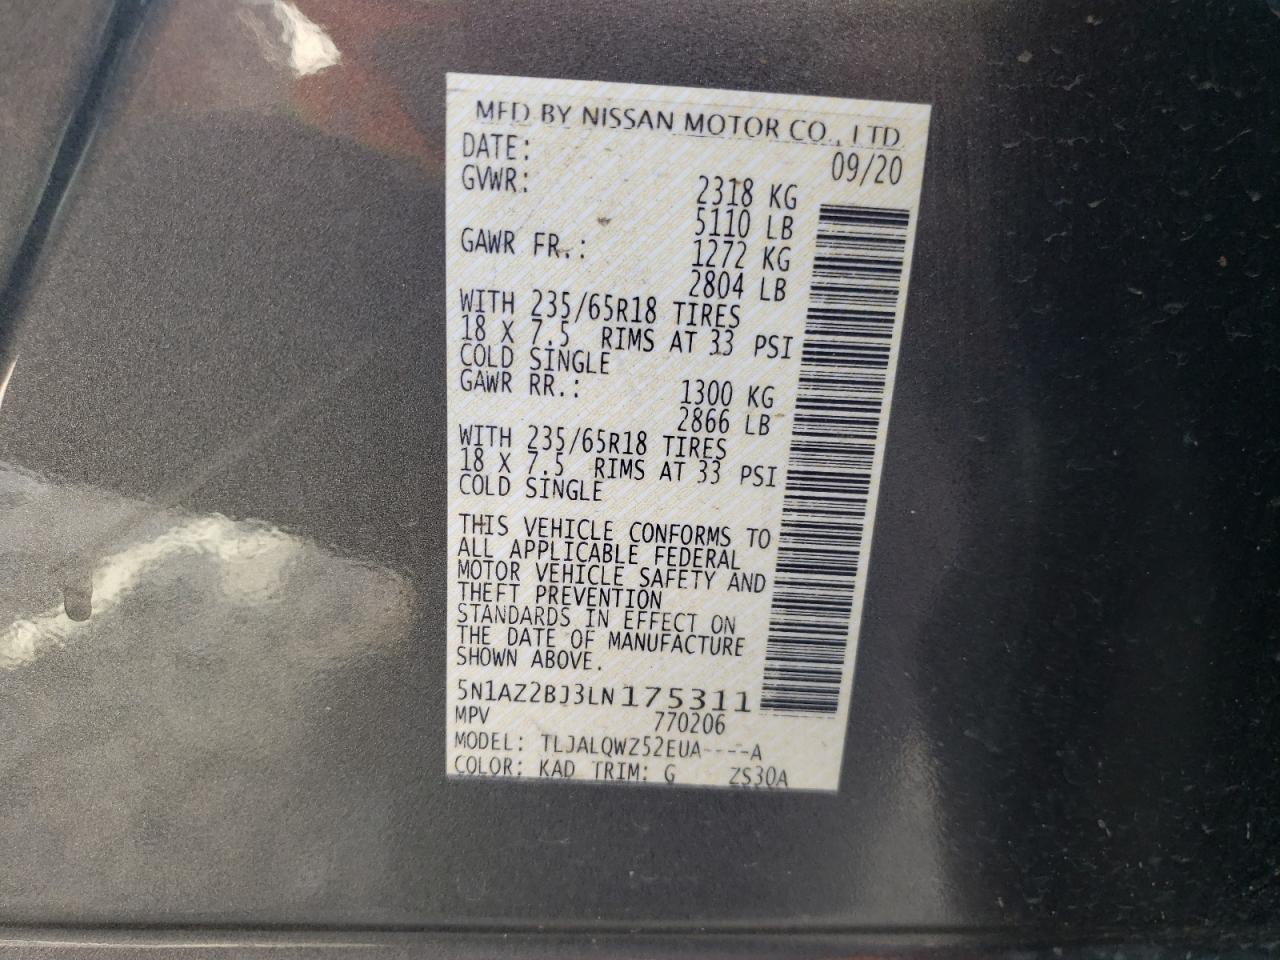 MFD BY NISSAN MOTOR CO., LTD.
DATE: 09/20
GVWR: 2318 KG
5110 LB
GAWR FR.: 1272 KG
2804 LB
WITH 235/65R18 TIRES
18 X 7.5 RIMS AT 33 PSI
COLD SINGLE
GAWR RR.: 1300 KG
2866 LB
WITH 235/65R18 TIRES
18 X 7.5 RIMS AT 33 PSI
COLD SINGLE
THIS VEHICLE CONFORMS TO
ALL APPLICABLE FEDERAL
MOTOR VEHICLE SAFETY AND
THEFT PREVENTION
STANDARDS IN EFFECT ON
THE DATE OF MANUFACTURE
SHOWN ABOVE.
5N1AZ2BJ3LN175311
MPV 770206
MODEL: TLJALQWZ52EUA----A
COLOR: KAD TRIM: G ZS30A